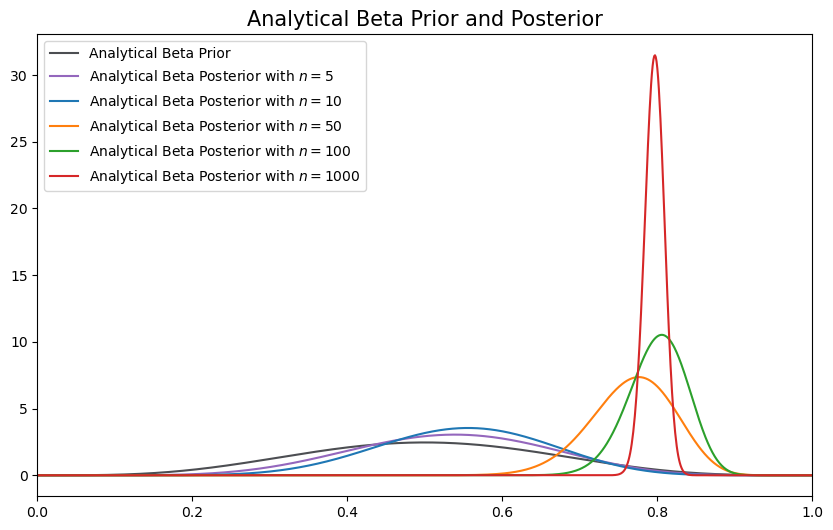 Analytical Beta Prior and Posterior
Analytical Beta Prior
Analytical Beta Posterior with n = 5
Analytical Beta Posterior with n = 10
Analytical Beta Posterior with n = 50
Analytical Beta Posterior with n = 100
Analytical Beta Posterior with n = 1000
30
25
20
15
10
5
0
0.0 0.2 0.4 0.6 0.8 1.0